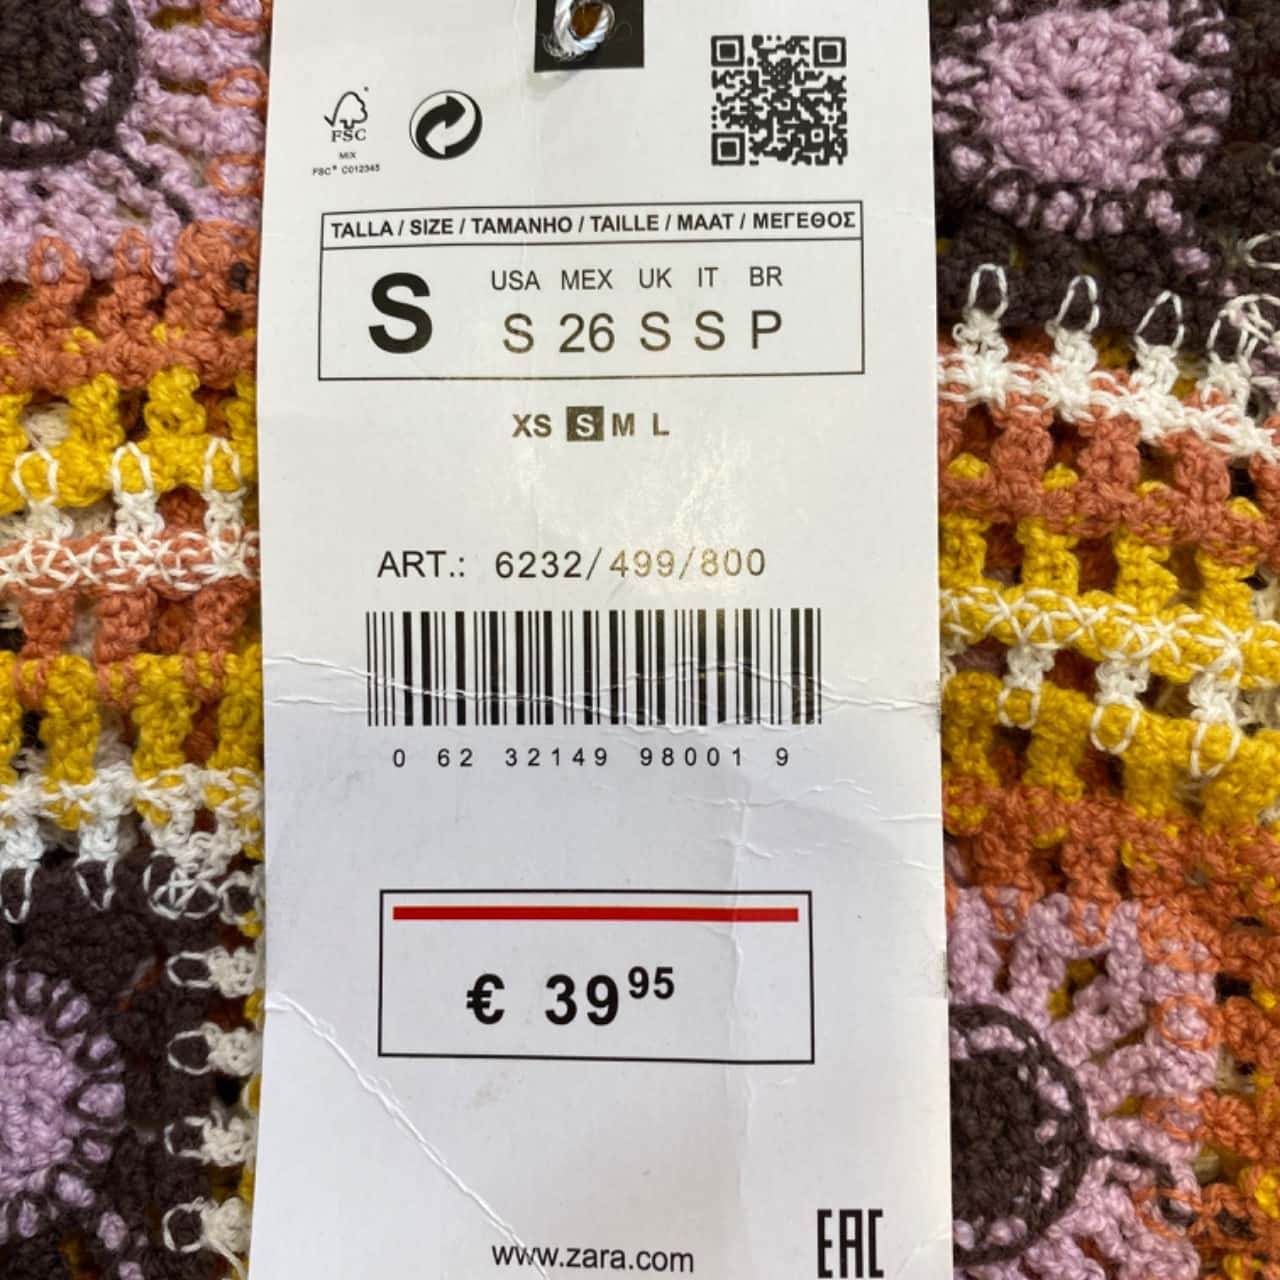 FSC
MIX
FSC® C012345
TALLA / SIZE / TAMANHO / TAILLE / MAAT / ΜΕΓΕΘΟΣ
USA MEX UK IT BR
S S 26 S S P
XS S M L
ART.: 6232/499/800
0 62 32149 98001 9
€ 39 95
www.zara.com
EAC